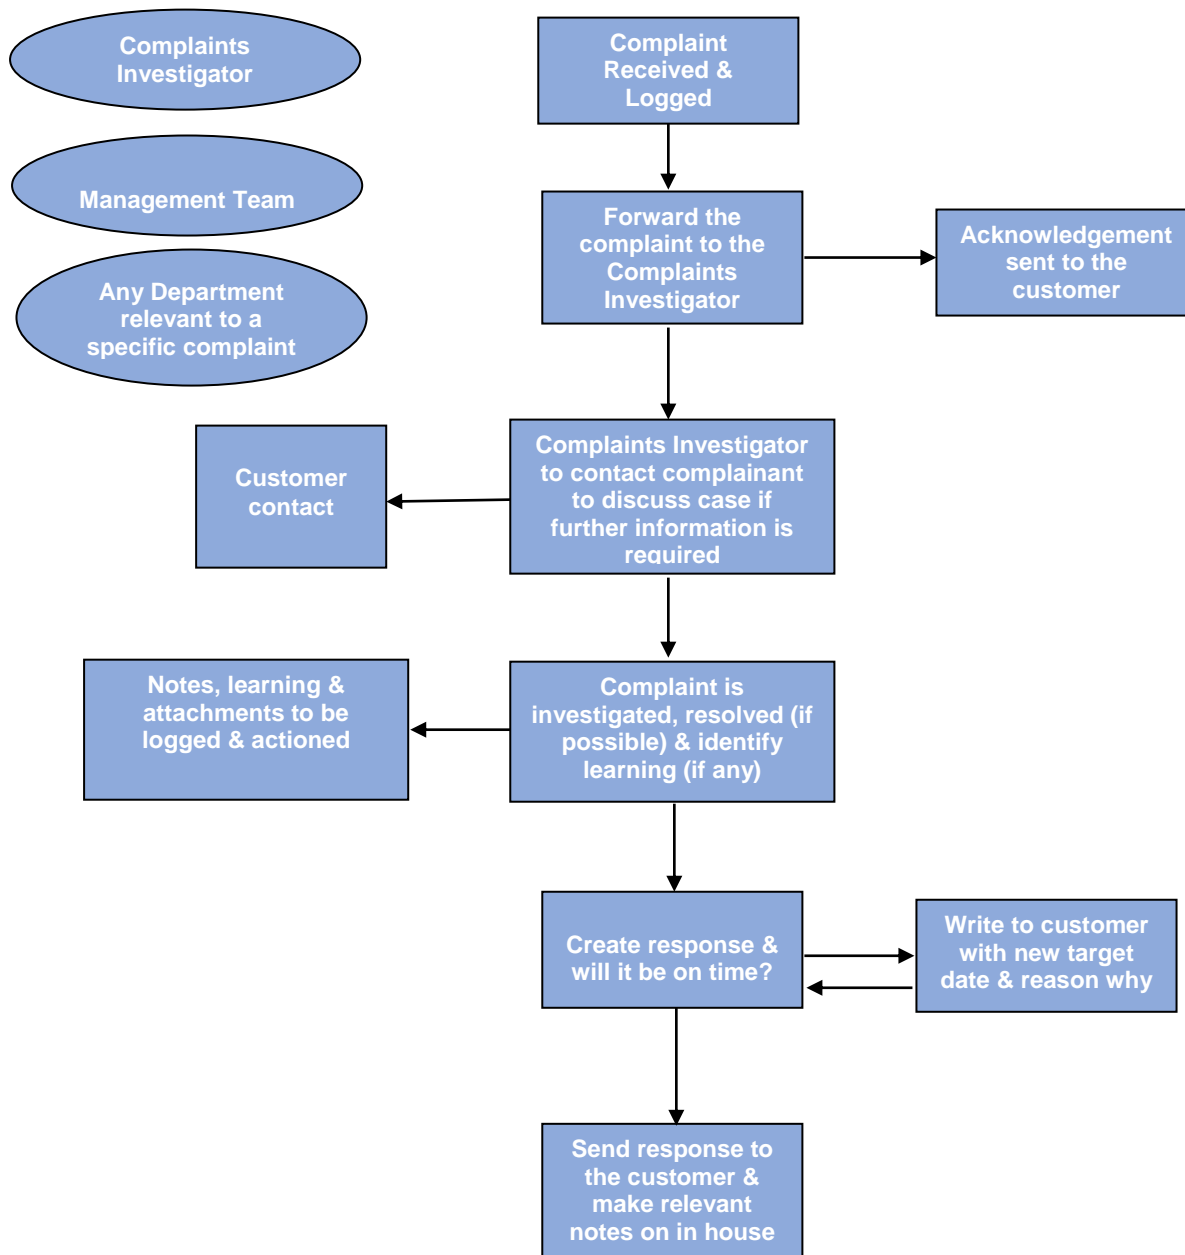 Complaints
Investigator
Management Team
Any Department
relevant to a
specific complaint
Complaint
Received &
Logged
Forward the
complaint to the
Complaints
Investigator
Acknowledgement
sent to the
customer
Complaints Investigator
to contact complainant
to discuss case if
further information is
required
Customer
contact
Complaint is
investigated, resolved (if
possible) & identify
learning (if any)
Notes, learning &
attachments to be
logged & actioned
Create response &
will it be on time?
Write to customer
with new target
date & reason why
Send response to
the customer &
make relevant
notes on in house